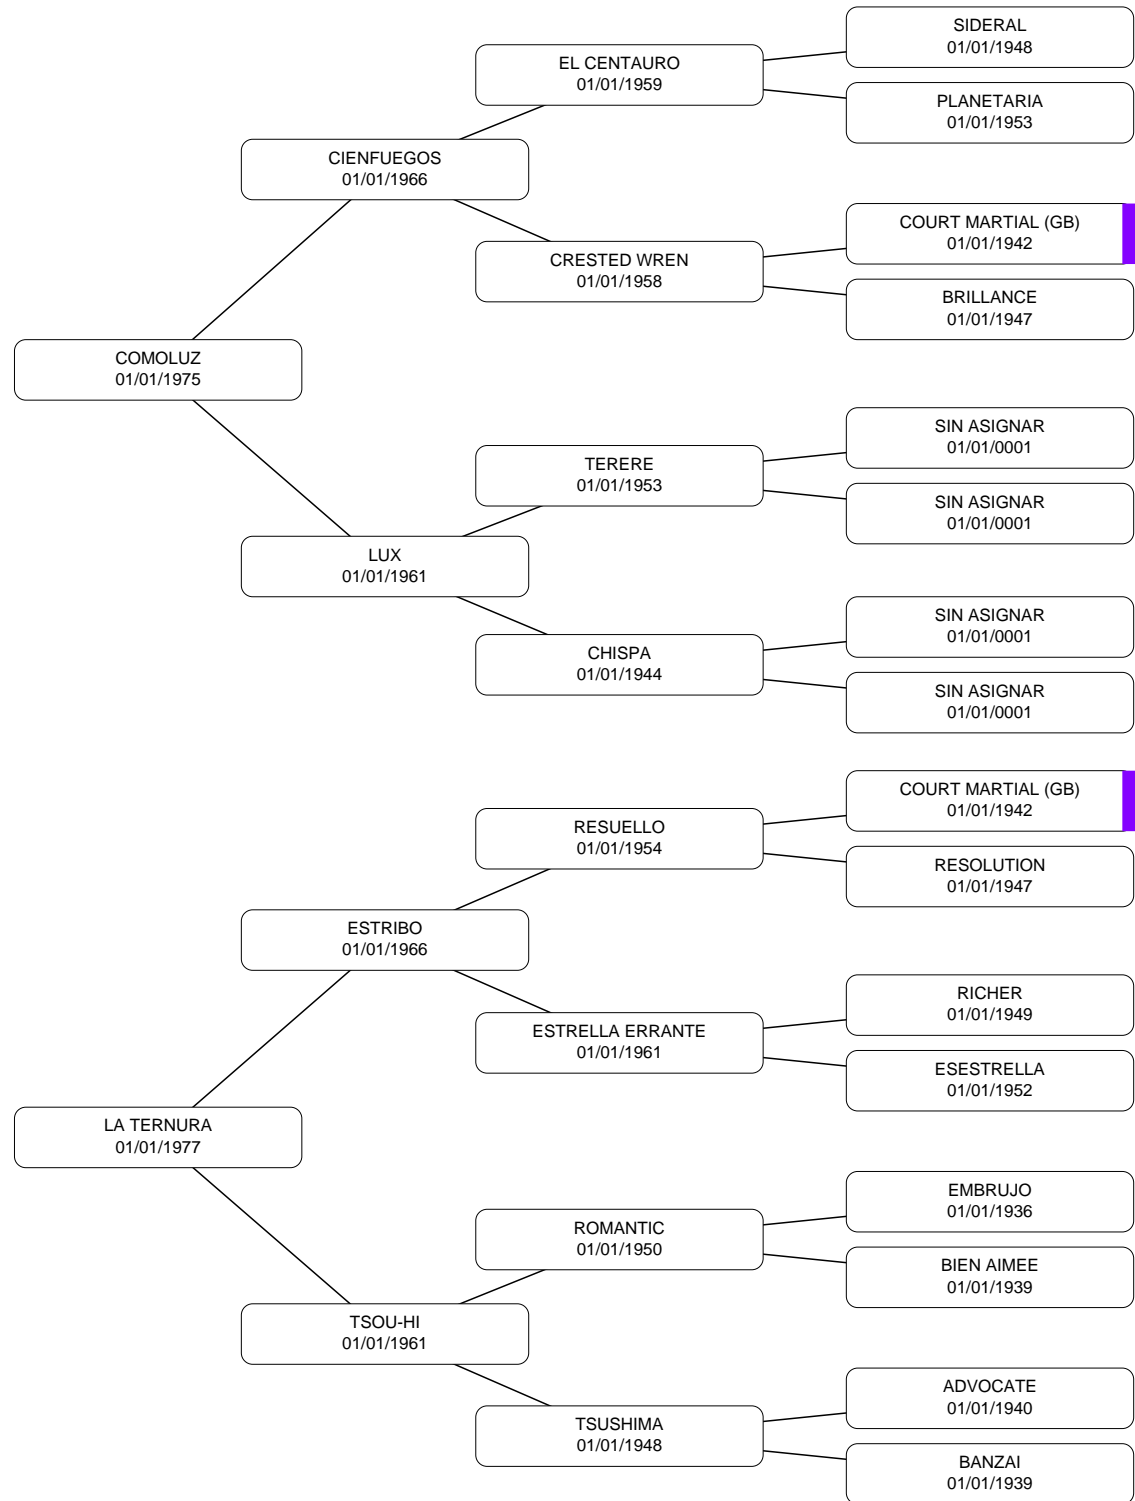 SIDERAL
01/01/1948
EL CENTAURO
01/01/1959
PLANETARIA
01/01/1953
CIENFUEGOS
01/01/1966
COURT MARTIAL (GB)
01/01/1942
CRESTED WREN
01/01/1958
BRILLANCE
01/01/1947
COMOLUZ
01/01/1975
SIN ASIGNAR
01/01/0001
TERERE
01/01/1953
SIN ASIGNAR
01/01/0001
LUX
01/01/1961
SIN ASIGNAR
01/01/0001
CHISPA
01/01/1944
SIN ASIGNAR
01/01/0001
COURT MARTIAL (GB)
01/01/1942
RESUELLO
01/01/1954
RESOLUTION
01/01/1947
ESTRIBO
01/01/1966
RICHER
01/01/1949
ESTRELLA ERRANTE
01/01/1961
ESESTRELLA
01/01/1952
LA TERNURA
01/01/1977
EMBRUJO
01/01/1936
ROMANTIC
01/01/1950
BIEN AIMEE
01/01/1939
TSOU-HI
01/01/1961
ADVOCATE
01/01/1940
TSUSHIMA
01/01/1948
BANZAI
01/01/1939